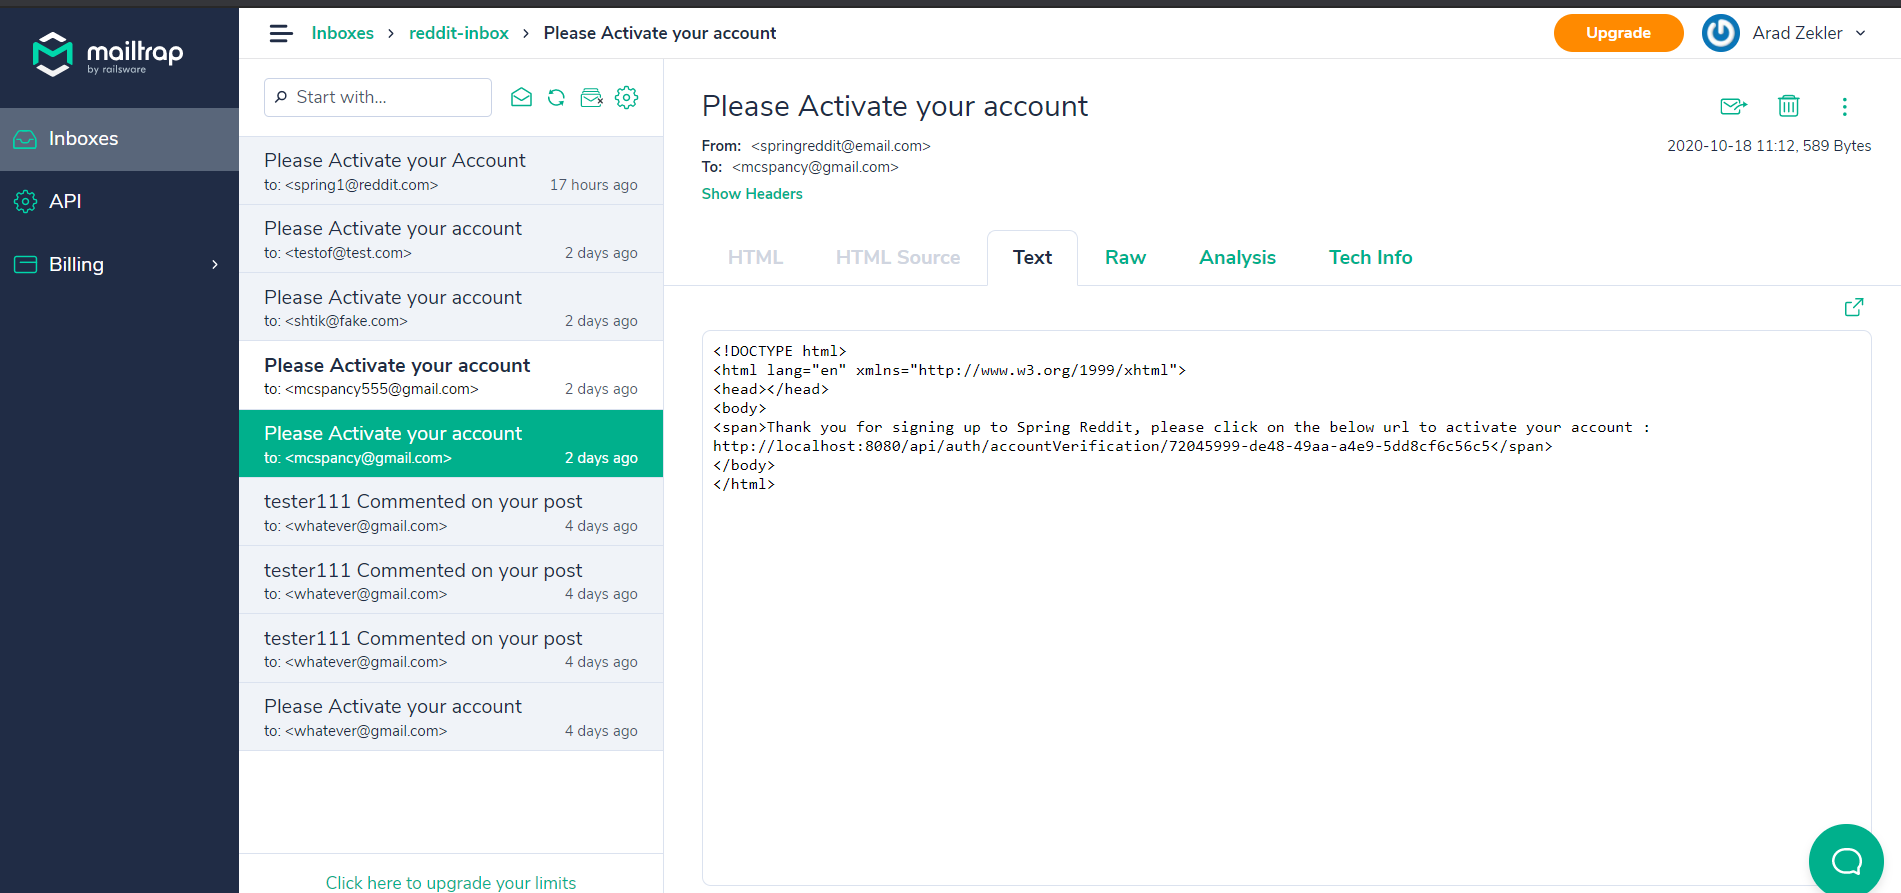 mailtrap
by railsware
Inboxes
API
Billing
Inboxes › reddit-inbox › Please Activate your account
Upgrade
Arad Zekler
Start with...
Please Activate your Account
to: <spring1@reddit.com> 17 hours ago
Please Activate your account
to: <testof@test.com> 2 days ago
Please Activate your account
to: <shtik@fake.com> 2 days ago
Please Activate your account
to: <mcspancy555@gmail.com> 2 days ago
Please Activate your account
to: <mcspancy@gmail.com> 2 days ago
tester111 Commented on your post
to: <whatever@gmail.com> 4 days ago
tester111 Commented on your post
to: <whatever@gmail.com> 4 days ago
tester111 Commented on your post
to: <whatever@gmail.com> 4 days ago
Please Activate your account
to: <whatever@gmail.com> 4 days ago
Click here to upgrade your limits
Please Activate your account
From: <springreddit@email.com>
2020-10-18 11:12, 589 Bytes
To: <mcspancy@gmail.com>
Show Headers
HTML HTML Source Text Raw Analysis Tech Info
<!DOCTYPE html>
<html lang="en" xmlns="http://www.w3.org/1999/xhtml">
<head></head>
<body>
<span>Thank you for signing up to Spring Reddit, please click on the below url to activate your account :
http://localhost:8080/api/auth/accountVerification/72045999-de48-49aa-a4e9-5dd8cf6c56c5</span>
</body>
</html>